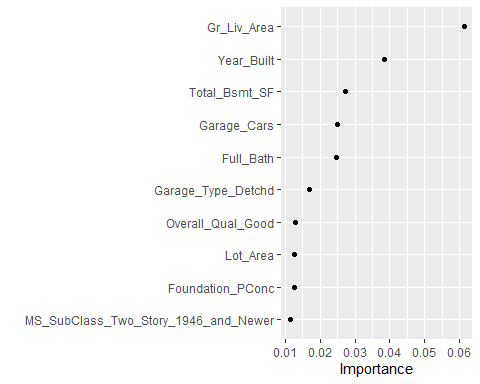 Gr_Liv_Area
Year_Built
Total_Bsmt_SF
Garage_Cars
Full_Bath
Garage_Type_Detchd
Overall_Qual_Good
Lot_Area
Foundation_PConc
MS_SubClass_Two_Story_1946_and_Newer
0.01 0.02 0.03 0.04 0.05 0.06
Importance